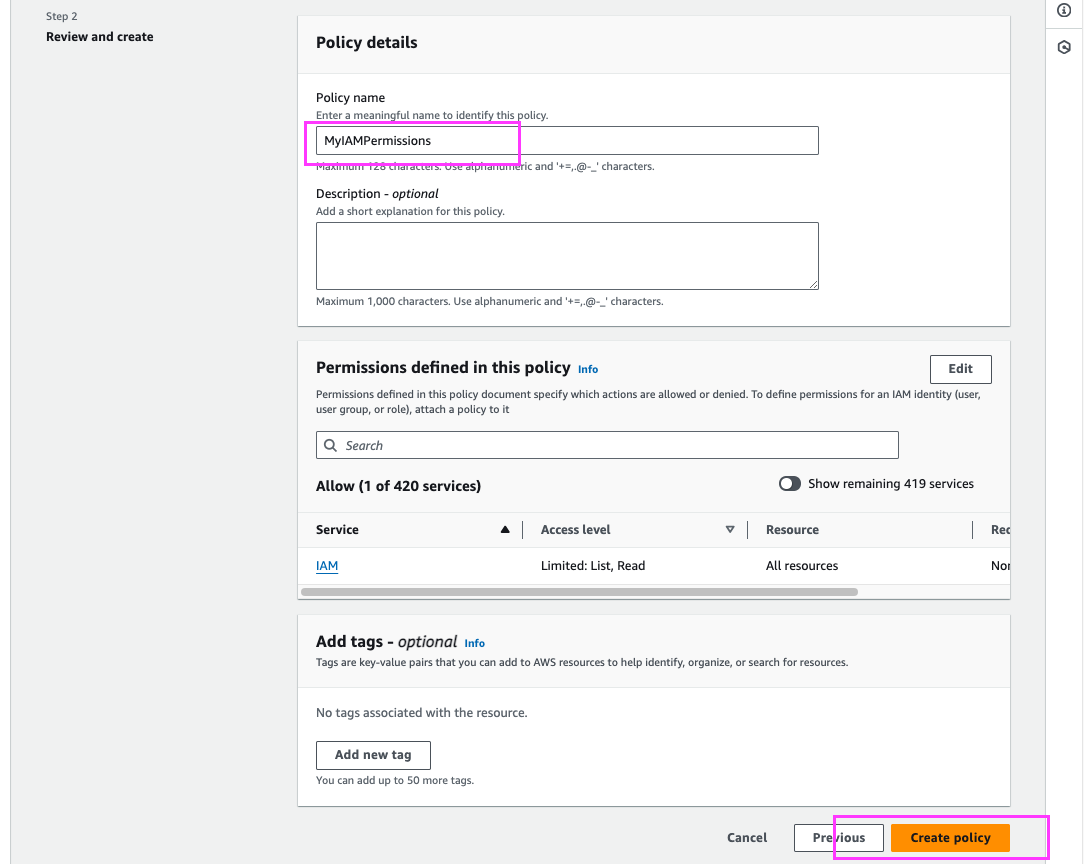 Step 2
Review and create
Policy details
Policy name
Enter a meaningful name to identify this policy.
MyIAMPermissions
Maximum 128 characters. Use alphanumeric and '+=,.@-_' characters.
Description - optional
Add a short explanation for this policy.
Maximum 1,000 characters. Use alphanumeric and '+=,.@-_' characters.
Permissions defined in this policy Info
Edit
Permissions defined in this policy document specify which actions are allowed or denied. To define permissions for an IAM identity (user,
user group, or role), attach a policy to it
Search
Allow (1 of 420 services)
Show remaining 419 services
Service Access level Resource Rec
IAM Limited: List, Read All resources Nor
Add tags - optional Info
Tags are key-value pairs that you can add to AWS resources to help identify, organize, or search for resources.
No tags associated with the resource.
Add new tag
You can add up to 50 more tags.
Cancel Previous Create policy